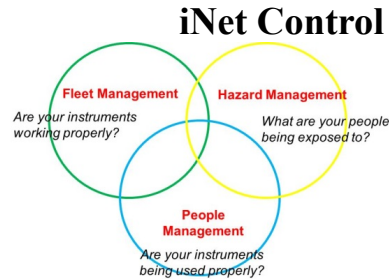 iNet Control
Fleet Management
Are your instruments
working properly?
Hazard Management
What are your people
being exposed to?
People
Management
Are your instruments
being used properly?